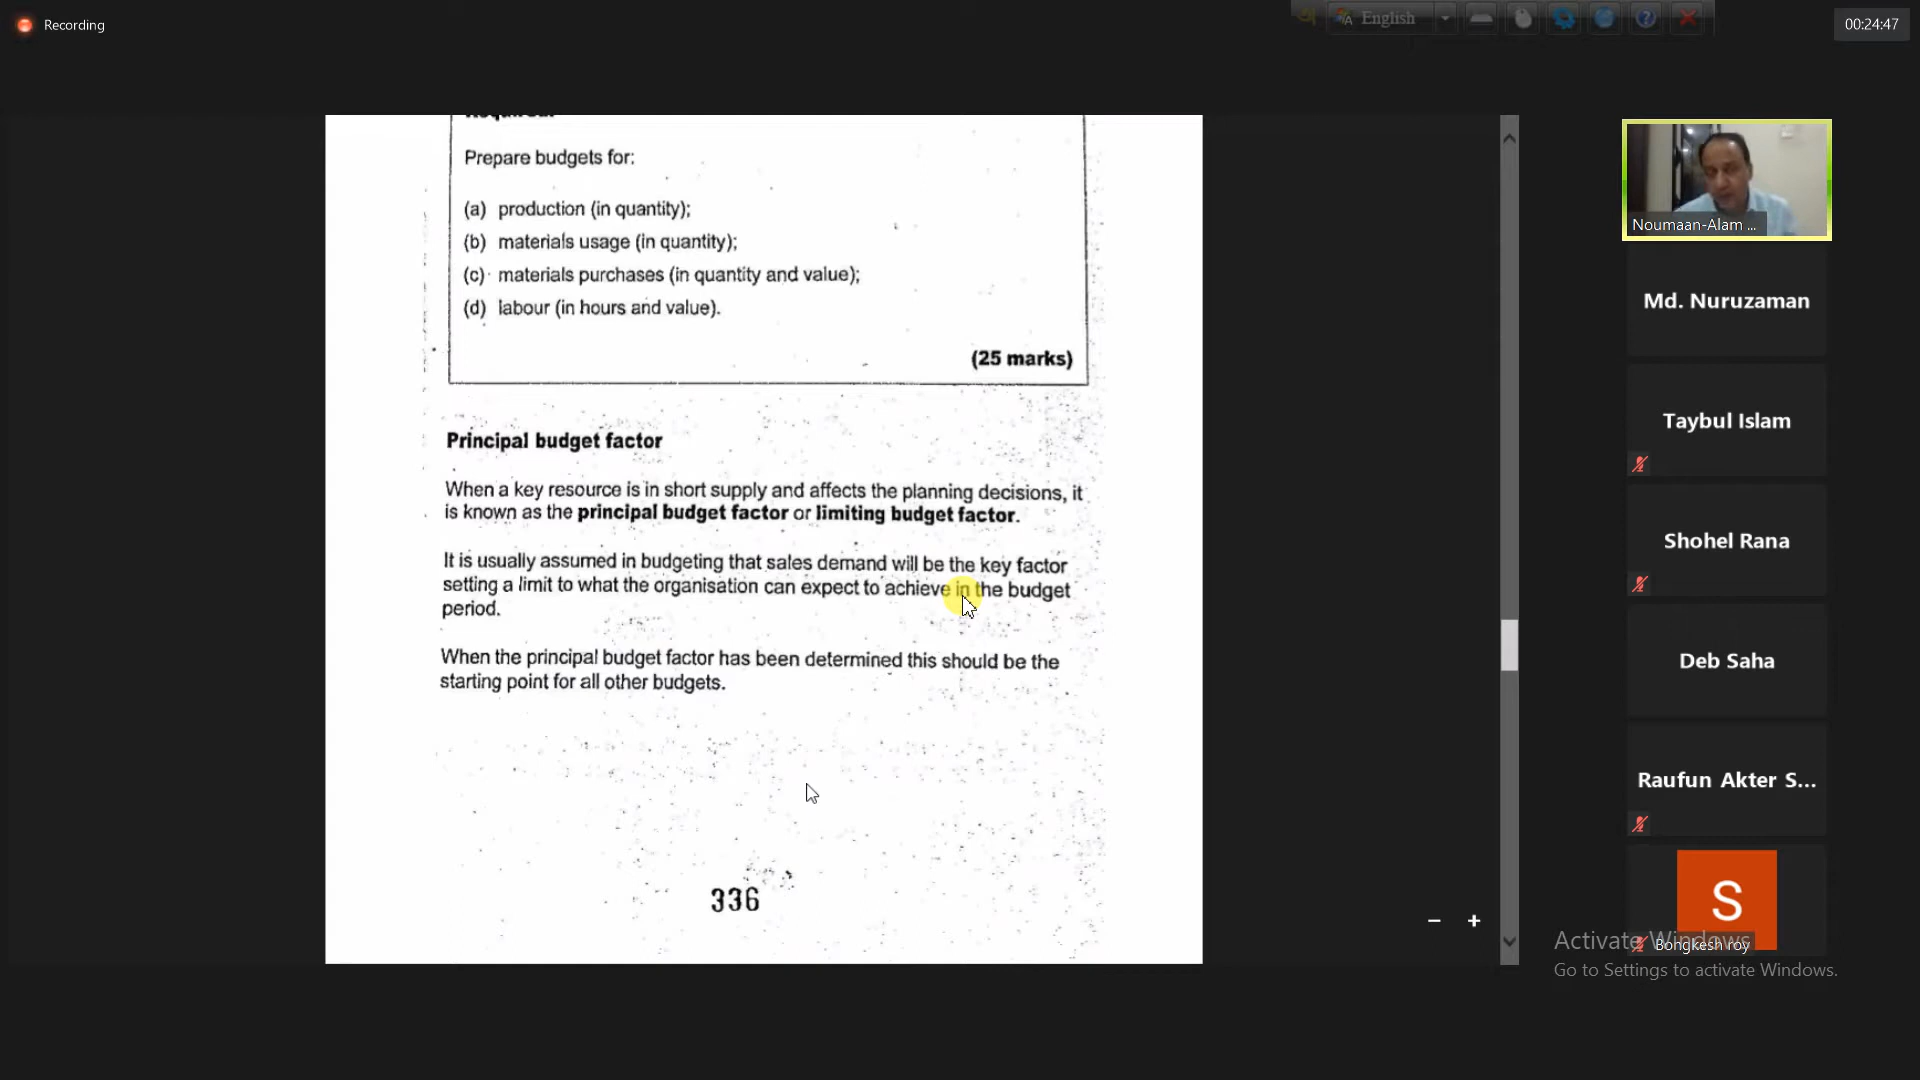 Recording
English
00:24:47
Required:
Prepare budgets for:
(a) production (in quantity);
(b) materials usage (in quantity);
(c) materials purchases (in quantity and value);
(d) labour (in hours and value).
(25 marks)
Principal budget factor
When a key resource is in short supply and affects the planning decisions, it
is known as the principal budget factor or limiting budget factor.
It is usually assumed in budgeting that sales demand will be the key factor
setting a limit to what the organisation can expect to achieve in the budget
period.
When the principal budget factor has been determined this should be the
starting point for all other budgets.
336
Noumaan-Alam ...
Md. Nuruzaman
Taybul Islam
Shohel Rana
Deb Saha
Raufun Akter S...
S
Bongkesh roy
Activate Windows
Go to Settings to activate Windows.